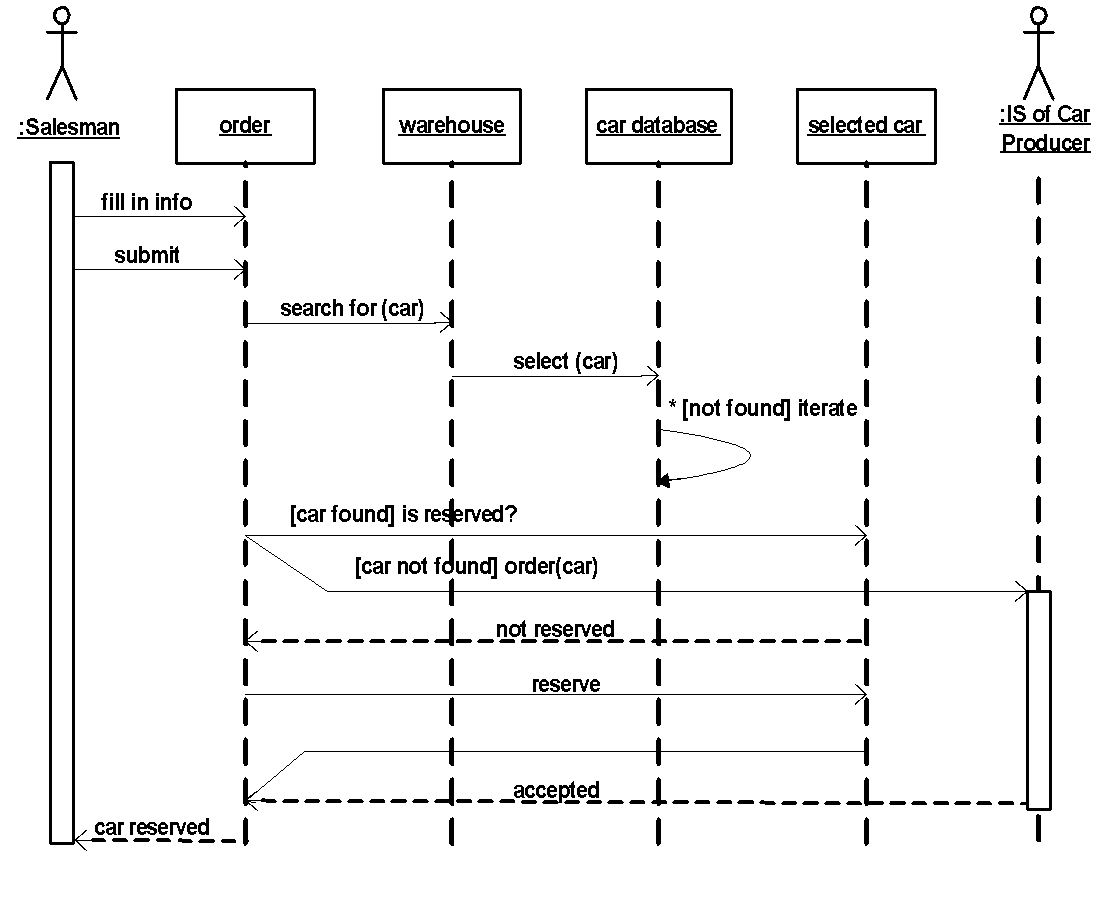 :Salesman
order
warehouse
car database
selected car
:IS of Car
Producer
fill in info
submit
search for (car)
select (car)
* [not found] iterate
[car found] is reserved?
[car not found] order(car)
not reserved
reserve
accepted
car reserved